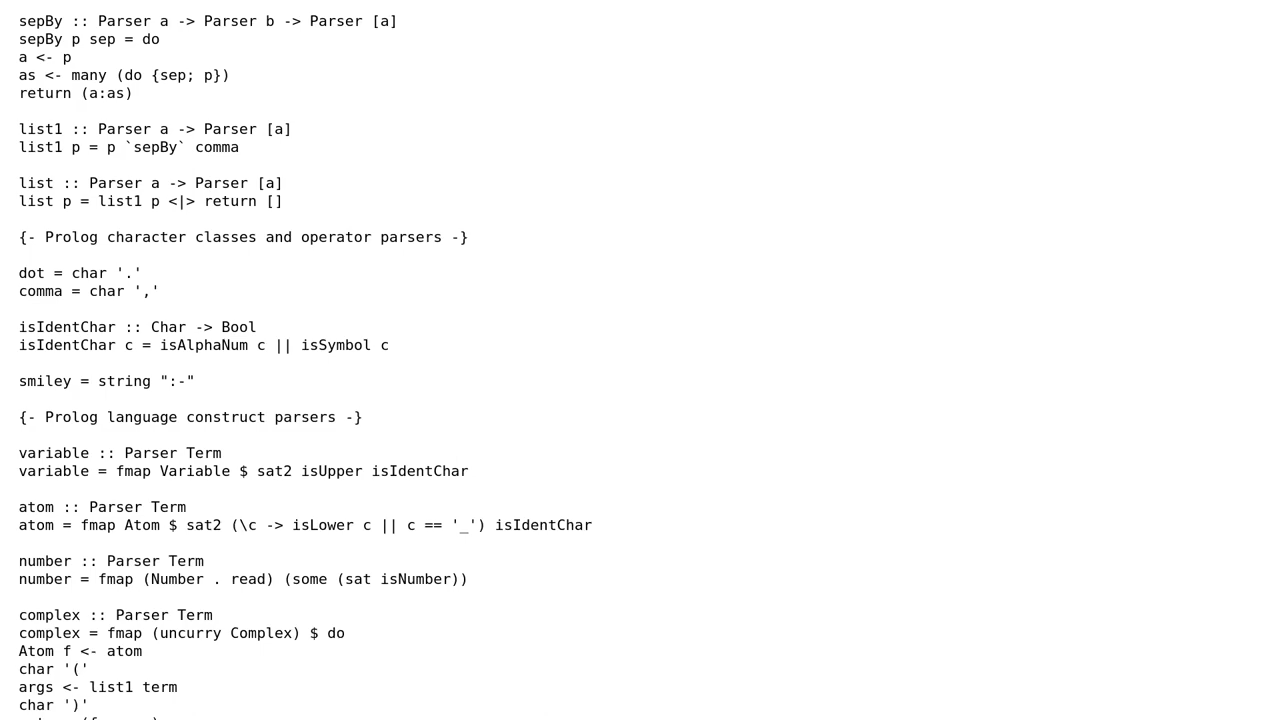 sepBy :: Parser a -> Parser b -> Parser [a]
sepBy p sep = do
a <- p
as <- many (do {sep; p})
return (a:as)

list1 :: Parser a -> Parser [a]
list1 p = p `sepBy` comma

list :: Parser a -> Parser [a]
list p = list1 p <|> return []

{- Prolog character classes and operator parsers -}

dot = char '.'
comma = char ','

isIdentChar :: Char -> Bool
isIdentChar c = isAlphaNum c || isSymbol c

smiley = string ":-"

{- Prolog language construct parsers -}

variable :: Parser Term
variable = fmap Variable $ sat2 isUpper isIdentChar

atom :: Parser Term
atom = fmap Atom $ sat2 (\c -> isLower c || c == '_') isIdentChar

number :: Parser Term
number = fmap (Number . read) (some (sat isNumber))

complex :: Parser Term
complex = fmap (uncurry Complex) $ do
Atom f <- atom
char '('
args <- list1 term
char ')'